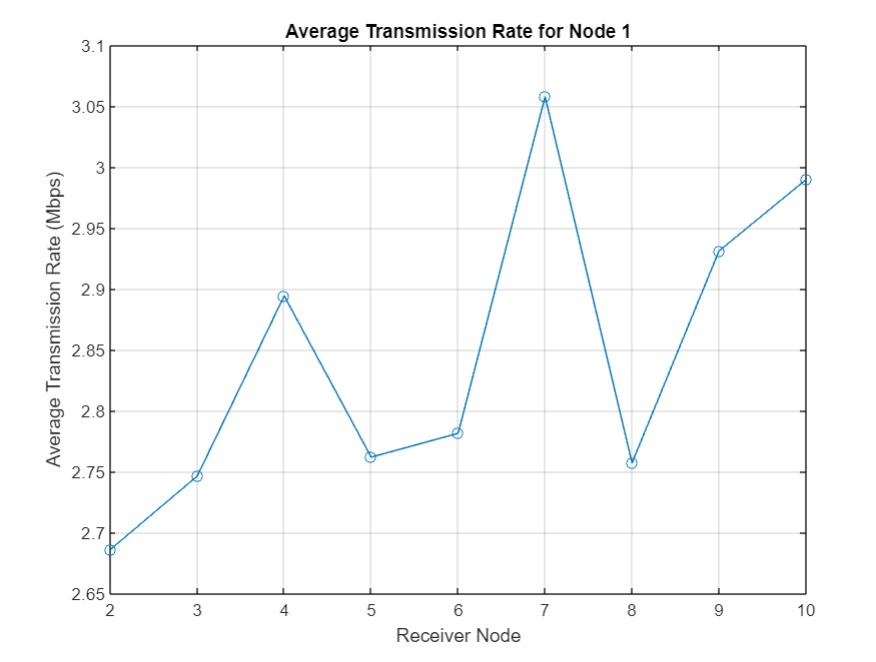 Average Transmission Rate for Node 1
3.1
3.05
3
2.95
2.9
2.85
2.8
2.75
2.7
2.65
Average Transmission Rate (Mbps)
2 3 4 5 6 7 8 9 10
Receiver Node